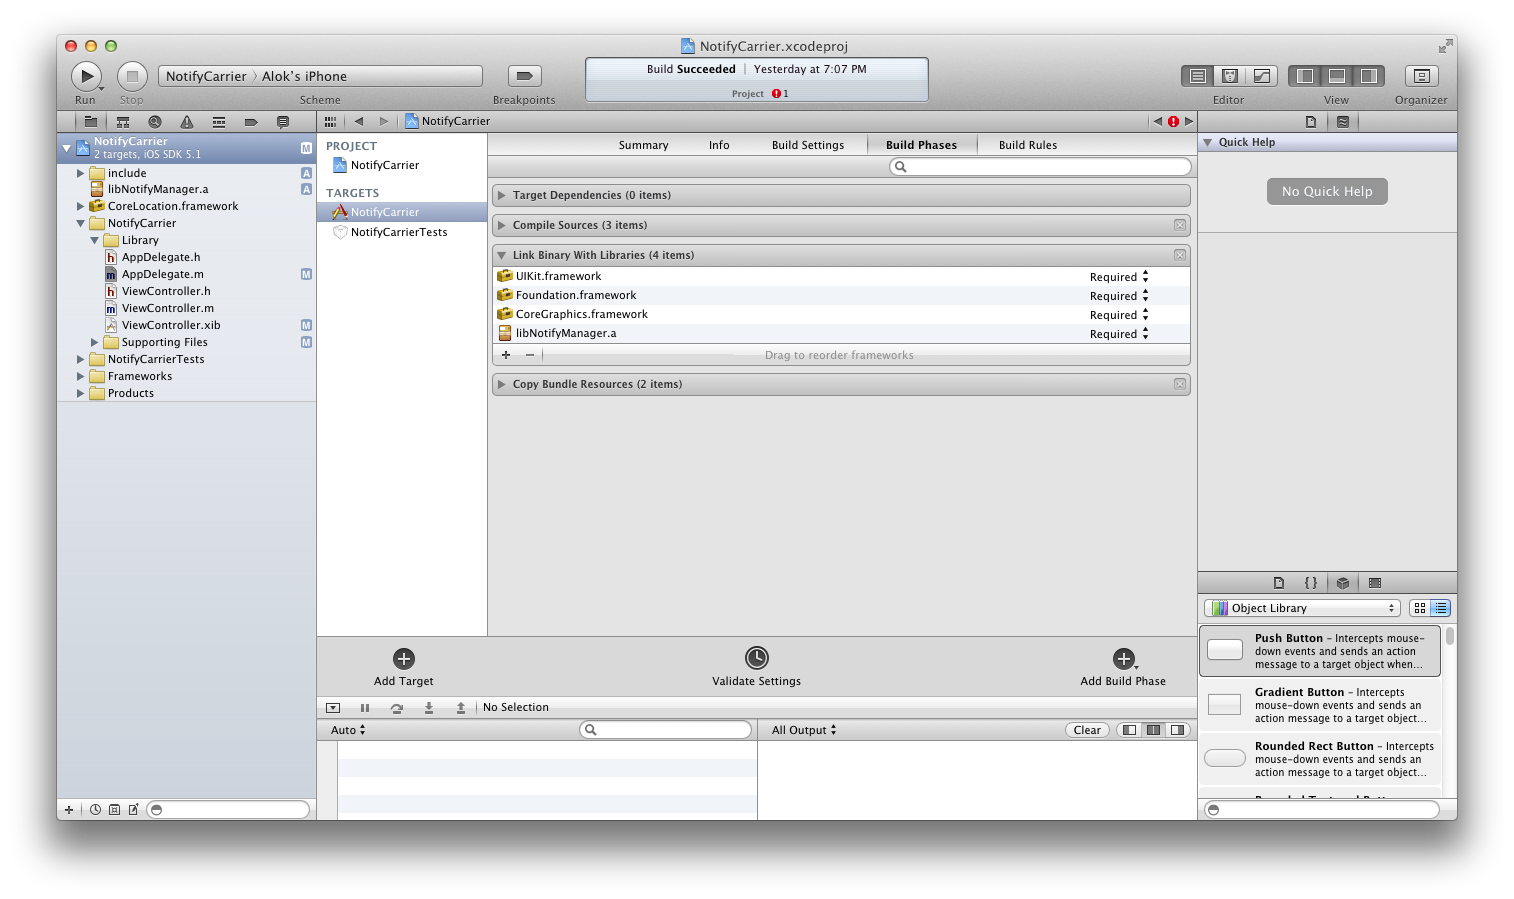 NotifyCarrier.xcodeproj
NotifyCarrier 〉 Alok's iPhone
Build Succeeded | Yesterday at 7:07 PM
Project 1
Run
Stop
Scheme
Breakpoints
Editor
View
Organizer
NotifyCarrier
2 targets, iOS SDK 5.1
M
include
A
libNotifyManager.a
A
CoreLocation.framework
NotifyCarrier
Library
h AppDelegate.h
m AppDelegate.m
M
h ViewController.h
m ViewController.m
ViewController.xib
M
Supporting Files
M
NotifyCarrierTests
Frameworks
Products
NotifyCarrier
PROJECT
NotifyCarrier
TARGETS
NotifyCarrier
NotifyCarrierTests
Summary
Info
Build Settings
Build Phases
Build Rules
Target Dependencies (0 items)
Compile Sources (3 items)
Link Binary With Libraries (4 items)
UIKit.framework
Required
Foundation.framework
Required
CoreGraphics.framework
Required
libNotifyManager.a
Required
Drag to reorder frameworks
Copy Bundle Resources (2 items)
Add Target
Validate Settings
Add Build Phase
No Selection
Auto
All Output
Clear
Quick Help
No Quick Help
{ }
Object Library
Push Button – Intercepts mouse-
down events and sends an action
message to a target object when...
Gradient Button – Intercepts
mouse-down events and sends an
action message to a target object...
Rounded Rect Button – Intercepts
mouse-down events and sends an
action message to a target object...